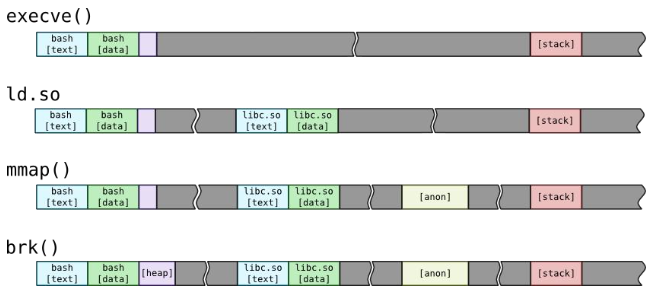 execve()
bash bash
[text] [data] [stack]
ld.so
bash bash libc.so libc.so
[text] [data] [text] [data] [stack]
mmap()
bash bash libc.so libc.so
[text] [data] [text] [data] [anon] [stack]
brk()
bash bash libc.so libc.so
[text] [data] [heap] [text] [data] [anon] [stack]